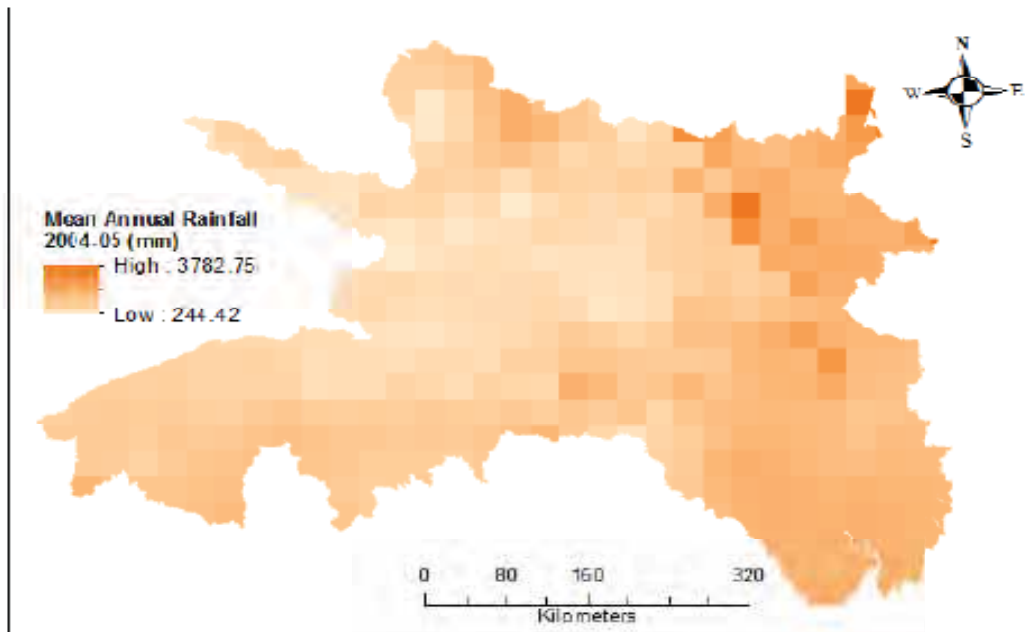 N
W E
S
Mean Annual Rainfall
2004-05 (mm)
High : 3782.75
Low : 244.42
0 80 160 320
Kilometers